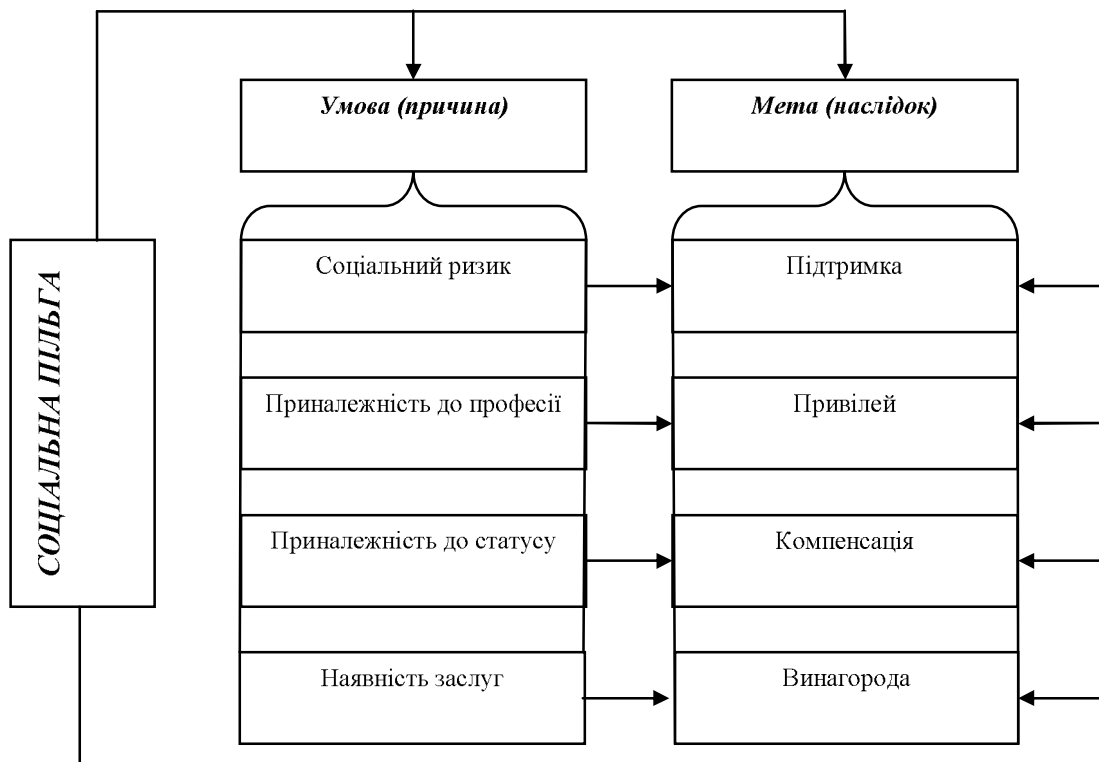 Умова (причина)
Мета (наслідок)
СОЦІАЛЬНА ПІЛЬГА
Соціальний ризик
Підтримка
Приналежність до професії
Привілей
Приналежність до статусу
Компенсація
Наявність заслуг
Винагорода